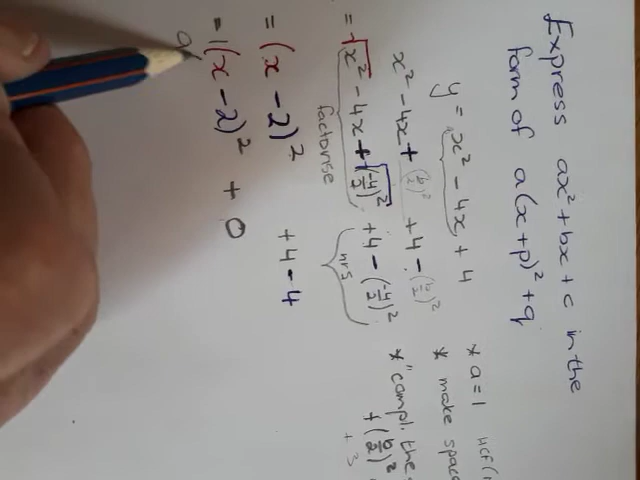 Express ax² + bx + c in the
form of a(x+p)² + q
y = x² - 4x + 4
x² - 4x + (b/2)² + 4 - (b/2)²
= x² - 4x + (-4/2)² + 4 - (-4/2)²
factorise
= (x - 2)² + 4 - 4
= 1(x - 2)² + 0
* a = 1 HCF
* make space
* "compl. the
+ (b/2)²
+ 3